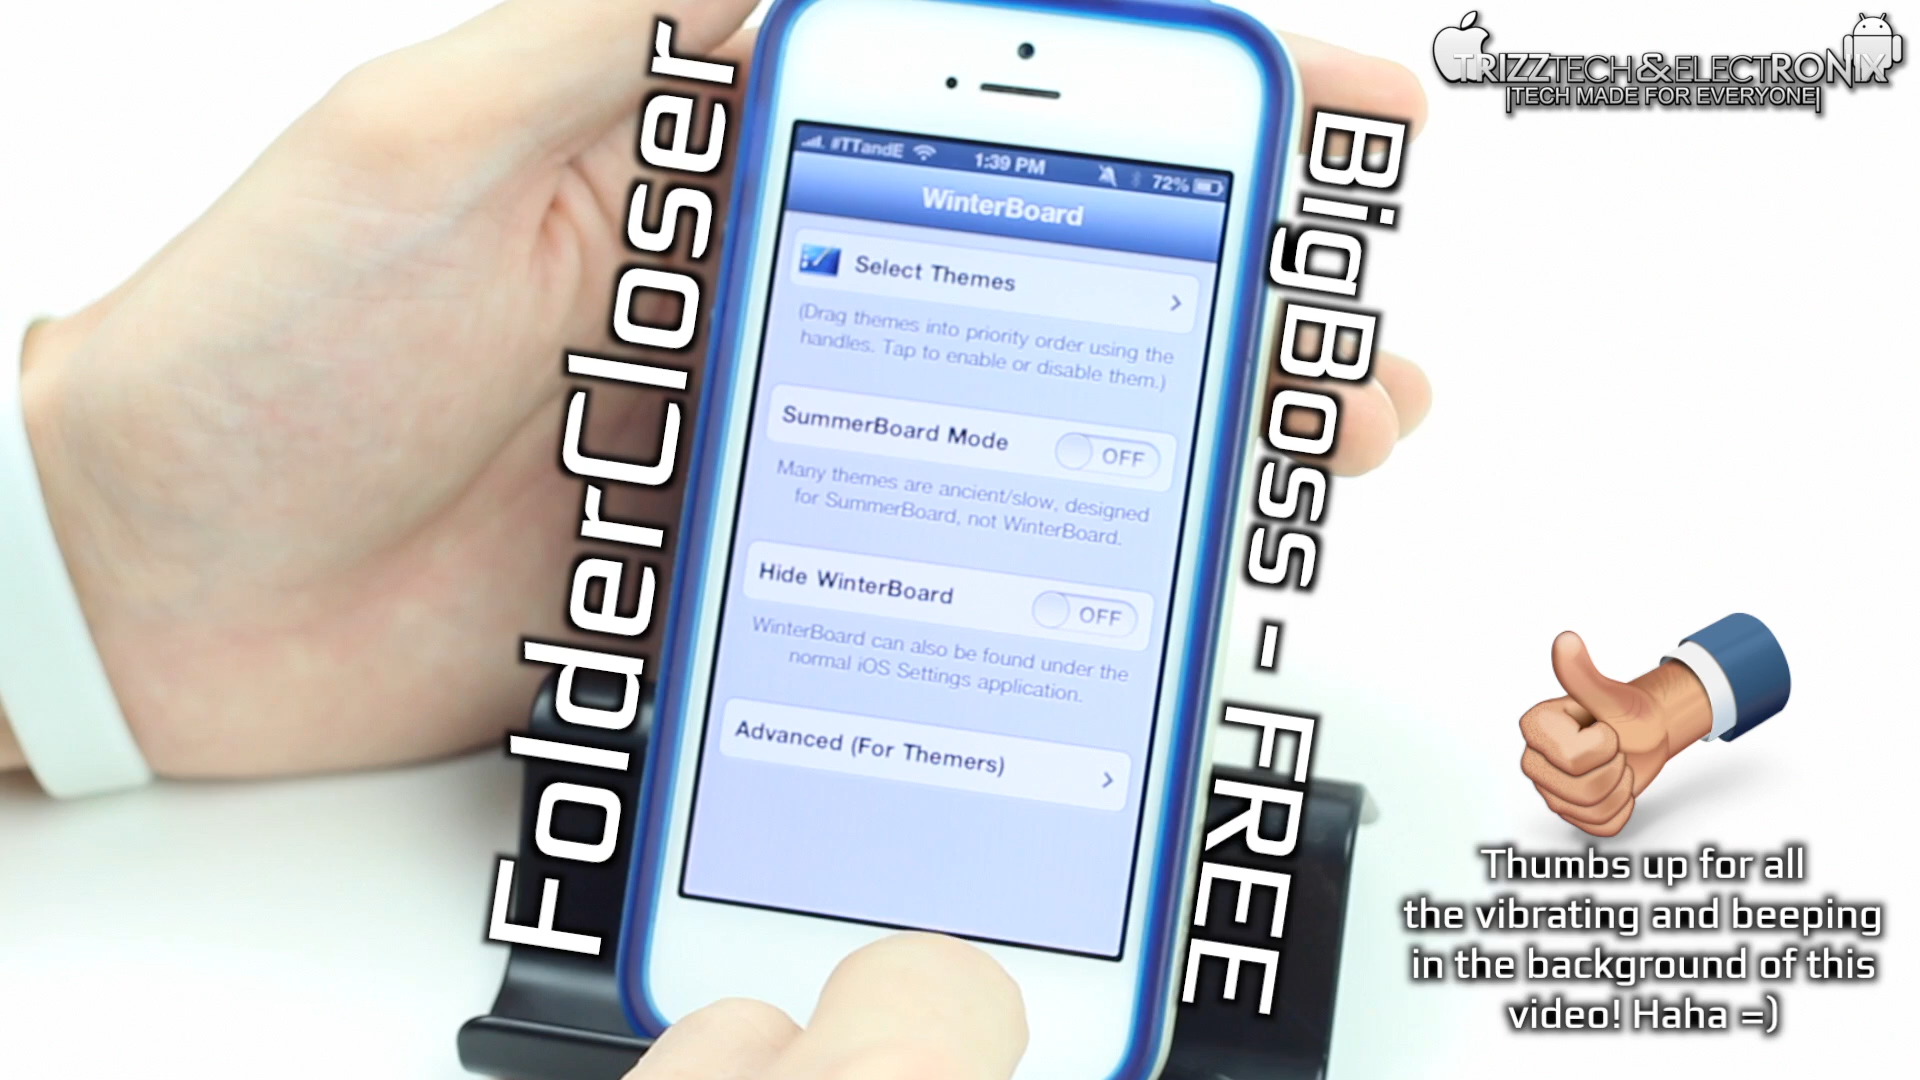 TRIZZTECH&ELECTRONIX
|TECH MADE FOR EVERYONE|
FolderCloser
BigBoss - FREE
#TTandE 1:39 PM 72%
WinterBoard
Select Themes
(Drag themes into priority order using the
handles. Tap to enable or disable them.)
SummerBoard Mode OFF
Many themes are ancient/slow, designed
for SummerBoard, not WinterBoard.
Hide WinterBoard OFF
WinterBoard can also be found under the
normal iOS Settings application.
Advanced (For Themers)
Thumbs up for all
the vibrating and beeping
in the background of this
video! Haha =)